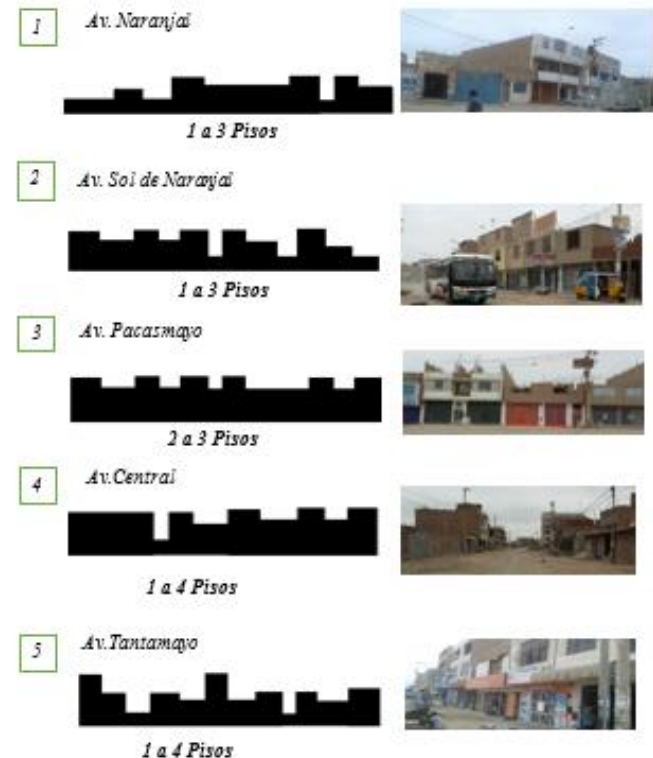 1
Av. Naranjal
1 a 3 Pisos
2
Av. Sol de Naranjal
1 a 3 Pisos
3
Av. Pacasmayo
2 a 3 Pisos
4
Av.Central
1 a 4 Pisos
5
Av.Tantamayo
1 a 4 Pisos